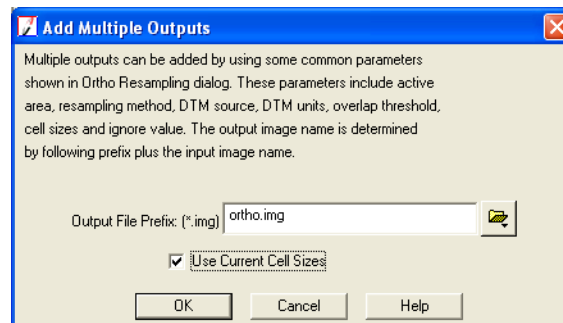 Add Multiple Outputs
Multiple outputs can be added by using some common parameters
shown in Ortho Resampling dialog. These parameters include active
area, resampling method, DTM source, DTM units, overlap threshold,
cell sizes and ignore value. The output image name is determined
by following prefix plus the input image name.
Output File Prefix: (*.img) ortho.img
Use Current Cell Sizes
OK Cancel Help